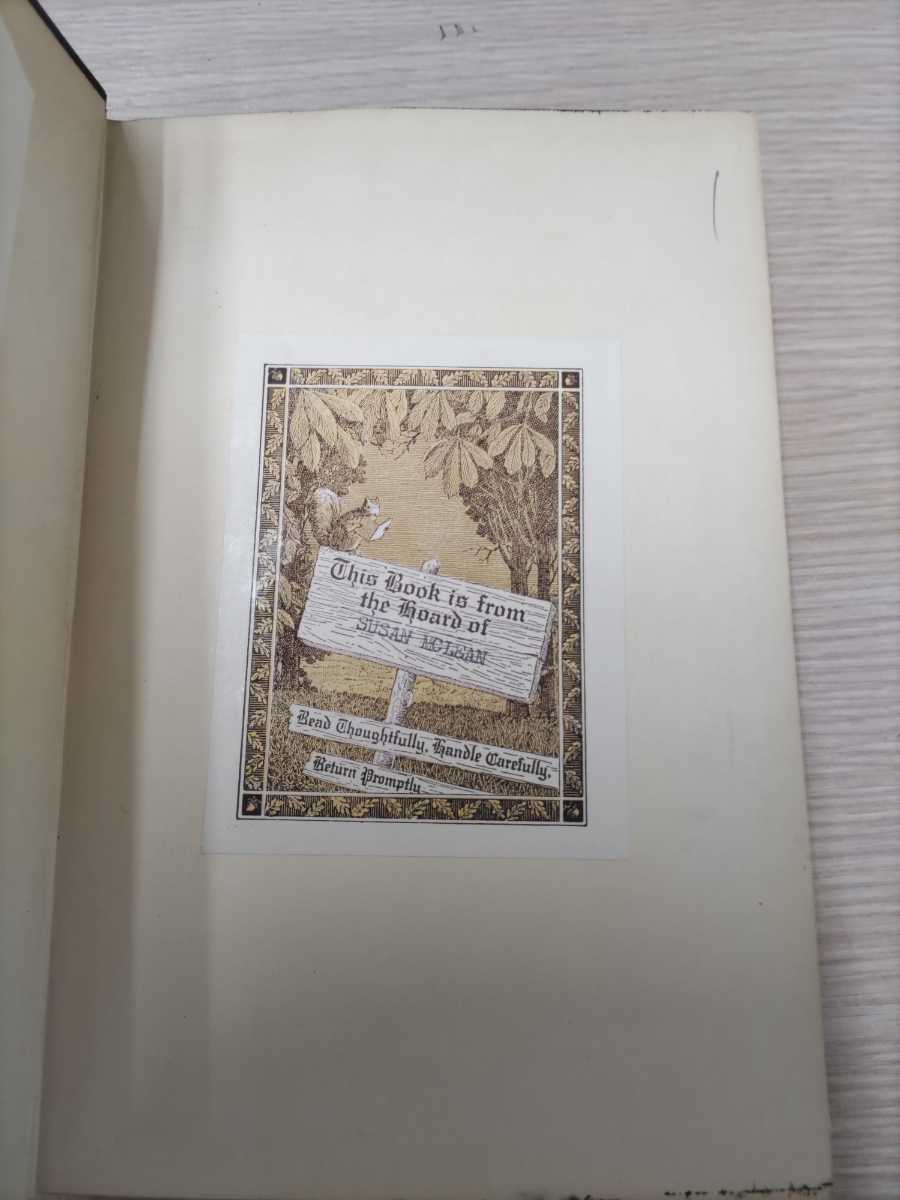 This Book is from
the Hoard of
SUSAN MCLEAN
Read Thoughtfully, Handle Carefully,
Return Promptly